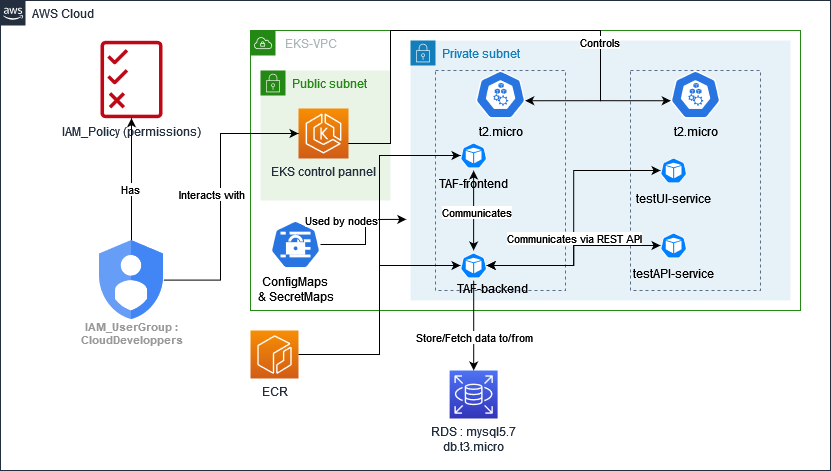 aws
AWS Cloud
EKS-VPC
Controls
Public subnet
Private subnet
IAM_Policy (permissions)
t2.micro
t2.micro
EKS control pannel
Has
Interacts with
TAF-frontend
testUI-service
Communicates
Used by nodes
Communicates via REST API
ConfigMaps
& SecretMaps
TAF-backend
testAPI-service
IAM_UserGroup :
CloudDeveloppers
Store/Fetch data to/from
ECR
RDS : mysql5.7
db.t3.micro